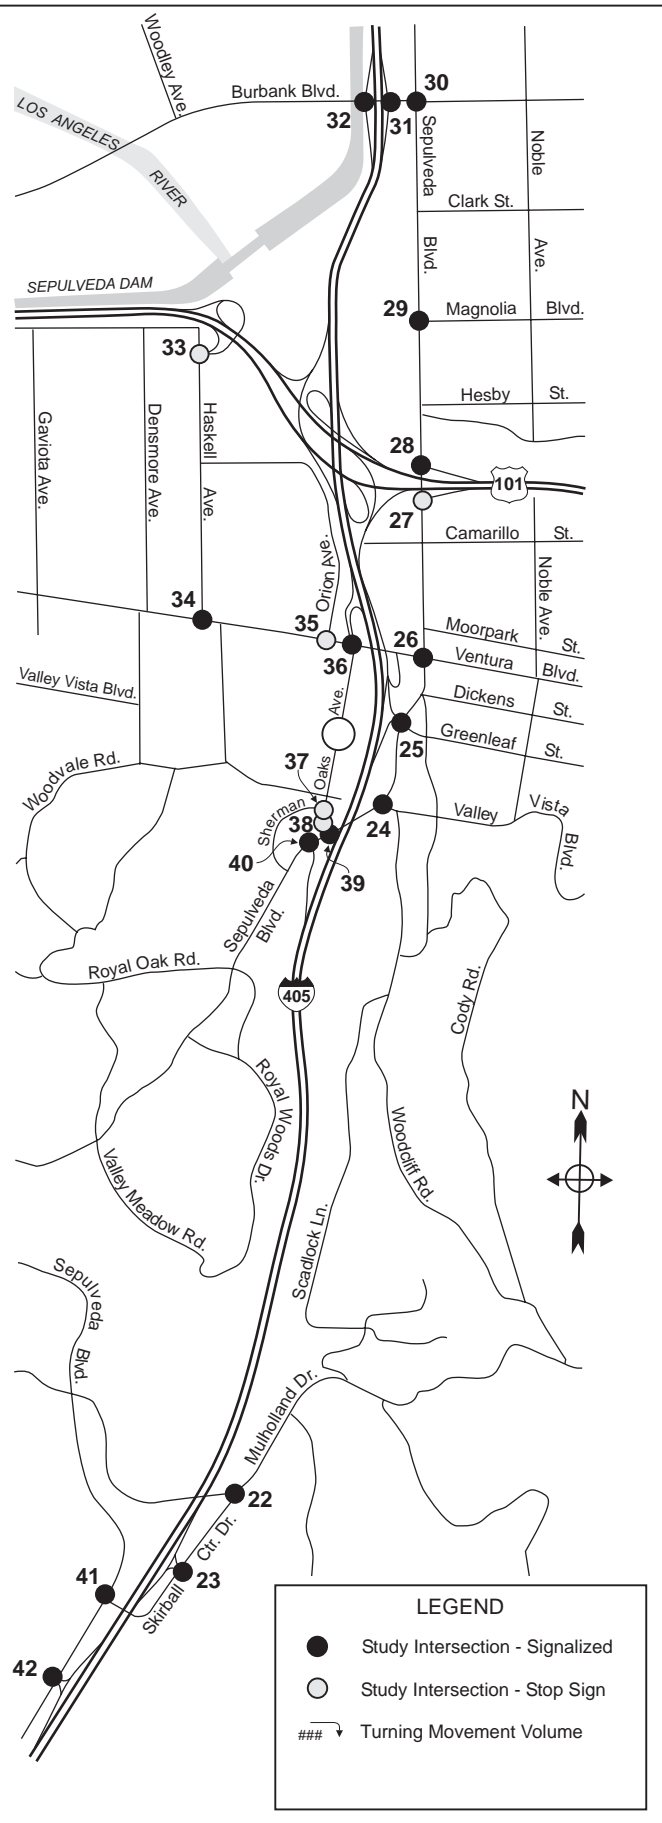 Woodley Ave.
Burbank Blvd.
30
32
31
LOS ANGELES
RIVER
Sepulveda
Blvd.
Noble
Ave.
Clark St.
SEPULVEDA DAM
29
Magnolia Blvd.
33
Hesby St.
Gaviota Ave.
Densmore Ave.
Haskell
Ave.
28
101
27
Camarillo St.
Orion Ave.
Noble Ave.
34
35
36
26
Moorpark St.
Ventura Blvd.
Valley Vista Blvd.
Dickens St.
Ave.
Oaks
Sherman
25
Greenleaf St.
Woodvale Rd.
37
38
24
Valley Vista
Blvd.
40
39
Sepulveda
Blvd.
Royal Oak Rd.
405
Cody Rd.
Royal Woods Dr.
N
Woodcliff Rd.
Valley Meadow Rd.
Scadlock Ln.
Sepulveda
Blvd.
Mulholland Dr.
22
Ctr. Dr.
Skirball
23
41
42
LEGEND
Study Intersection - Signalized
Study Intersection - Stop Sign
### Turning Movement Volume